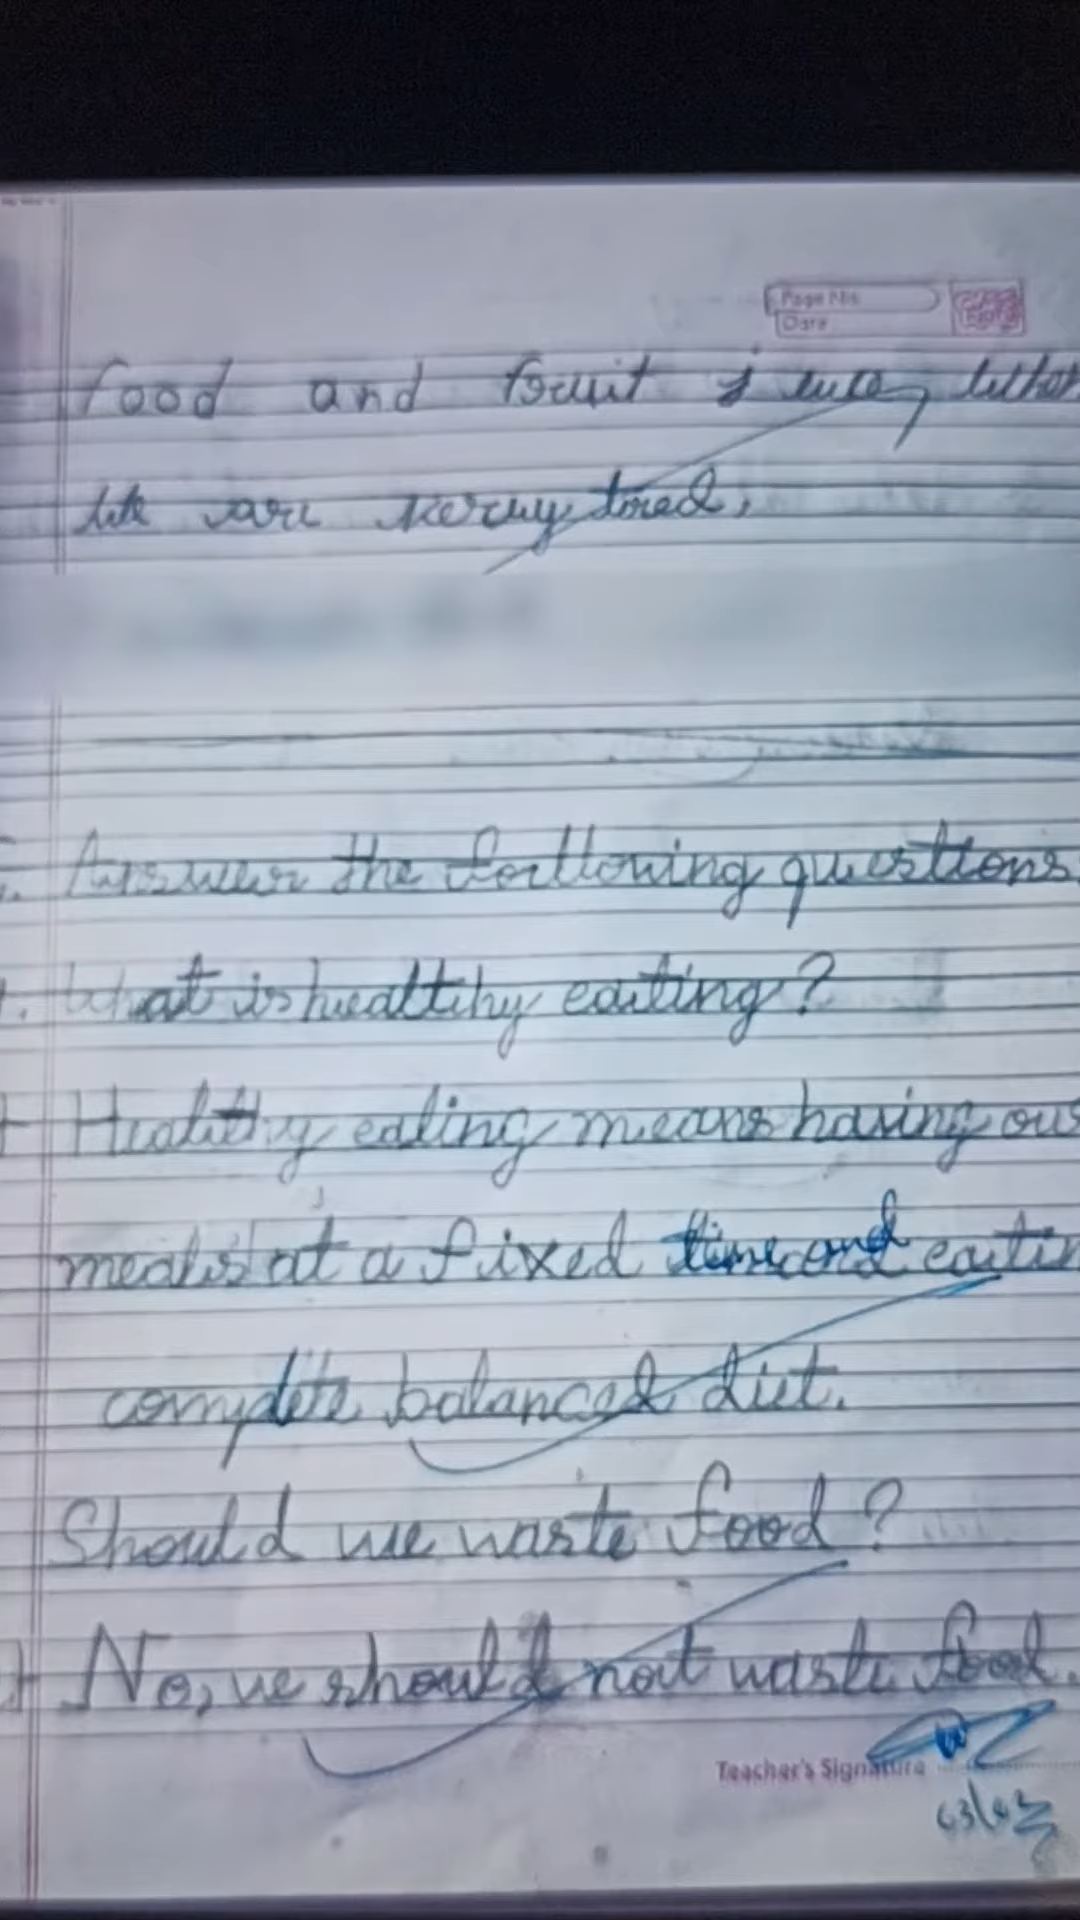 Page No
Date
food and fruit
tired.
Answer the following questions
What is healthy eating?
Healthy eating means having our
meals at a fixed time and eatin
complete balanced diet.
Should we waste food?
No, we should not waste food.
Teacher's Signature